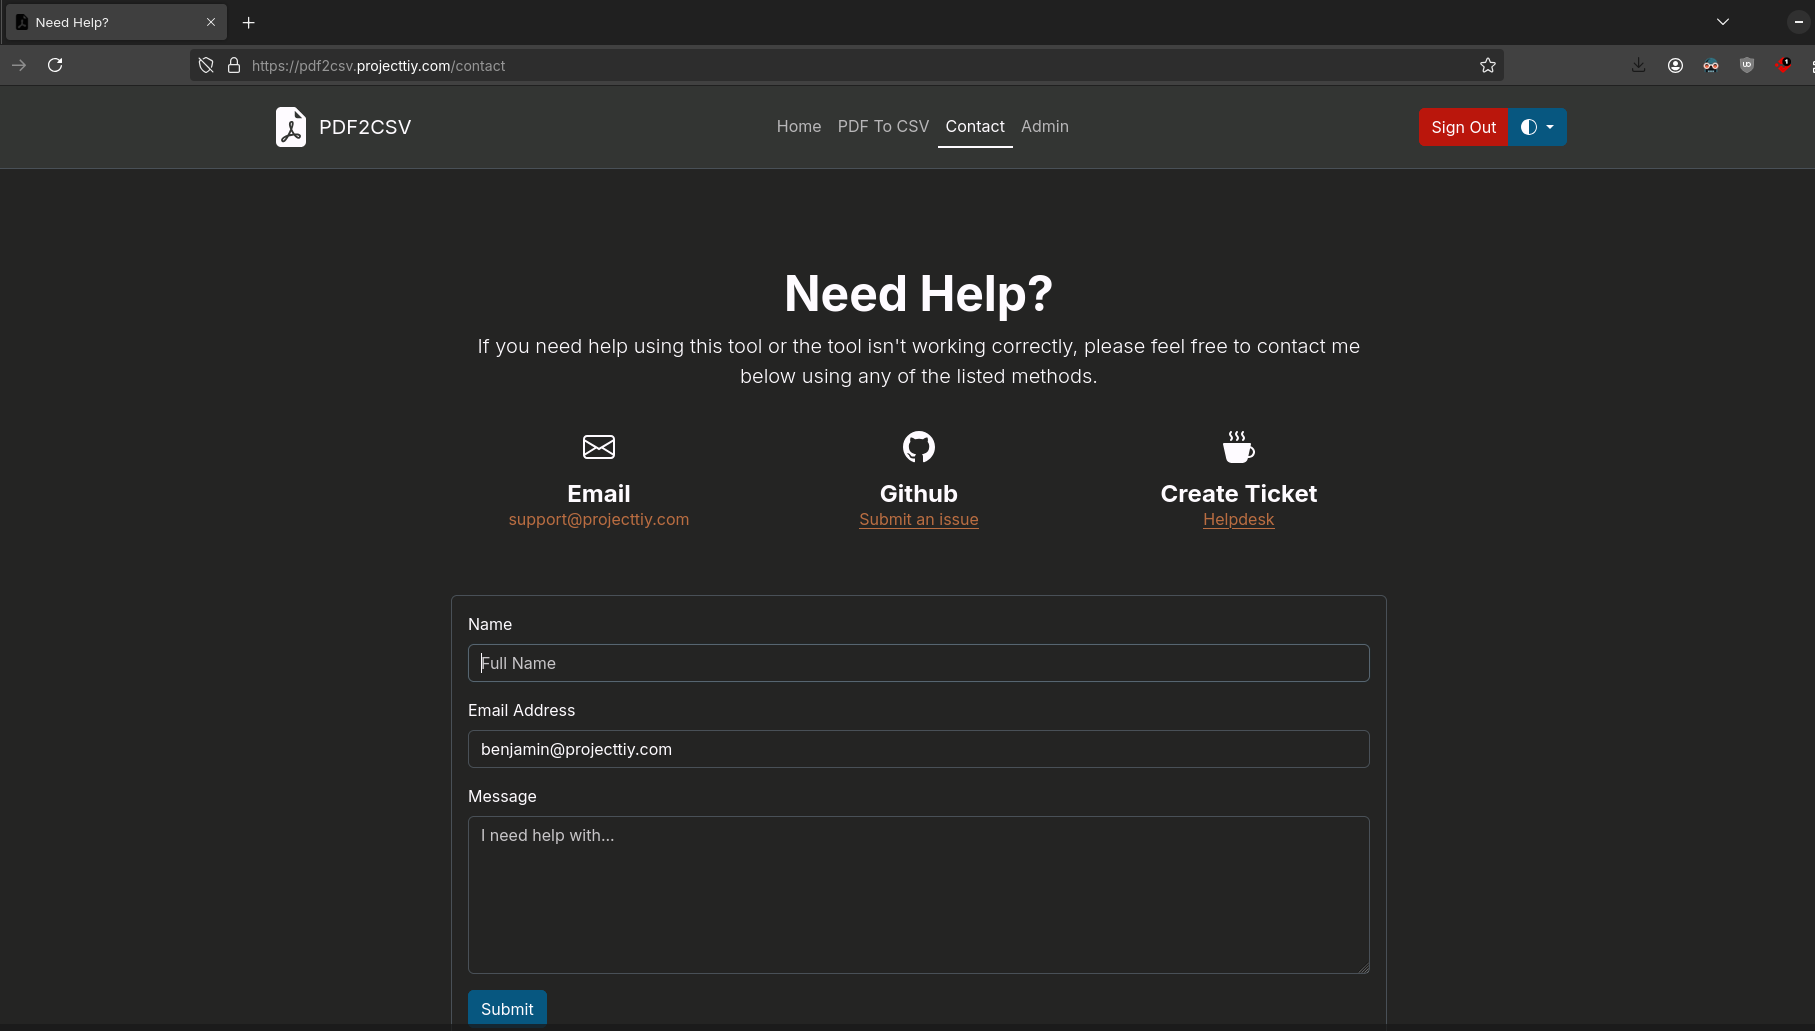 Need Help?
https://pdf2csv.projecttiy.com/contact
1
PDF2CSV
Home PDF To CSV Contact Admin
Sign Out
Need Help?
If you need help using this tool or the tool isn't working correctly, please feel free to contact me
below using any of the listed methods.
Email Github Create Ticket
support@projecttiy.com Submit an issue Helpdesk
Name
Full Name
Email Address
benjamin@projecttiy.com
Message
I need help with...
Submit